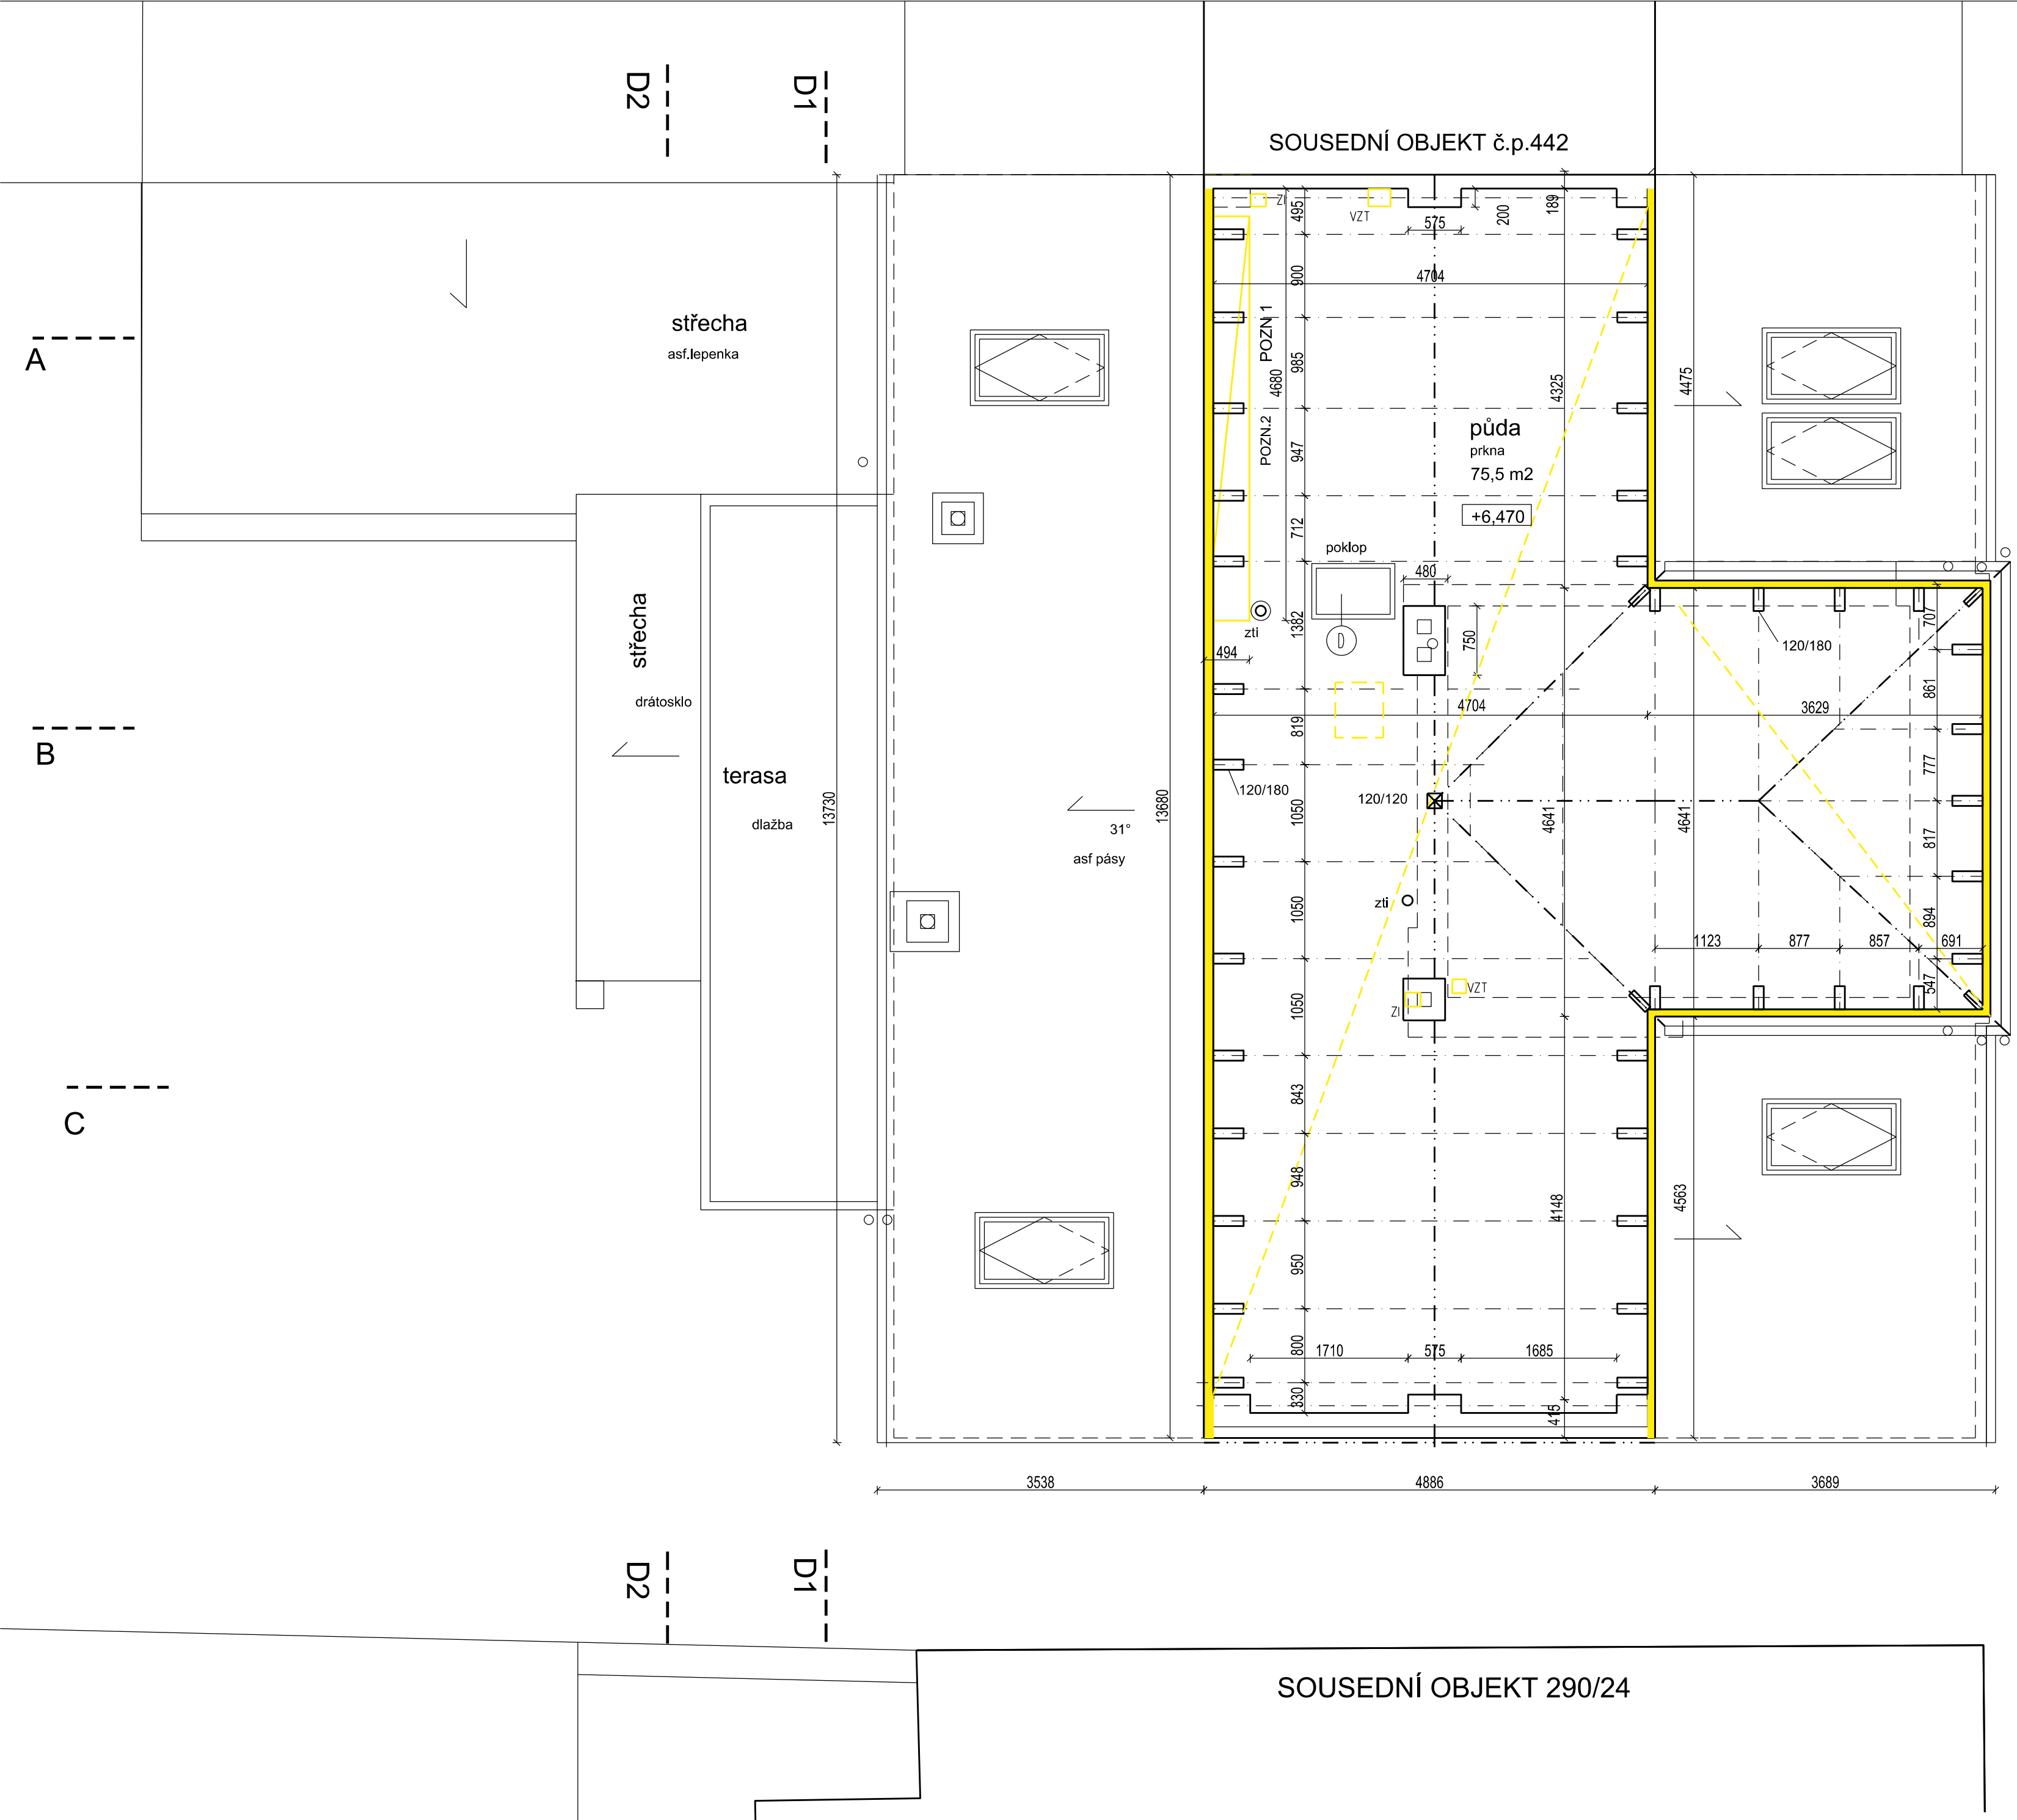 D2
D1
SOUSEDNÍ OBJEKT č.p.442
ZI
VZT
495
575
200
189
900
4704
střecha
asf.lepenka
A
POZN 1
4680
985
4325
4475
POZN.2
947
půda
prkna
75,5 m2
+6,470
712
poklop
480
střecha
zti
1382
750
D
707
120/180
494
861
drátosklo
4704
3629
819
B
terasa
777
120/180
120/120
13730
13680
1050
4641
4641
dlažba
31°
817
asf pásy
zti
1050
894
1123
877
857
691
VZT
547
ZI
1050
843
C
948
4148
4563
950
800
1710
575
1685
330
415
3538
4886
3689
D2
D1
SOUSEDNÍ OBJEKT 290/24